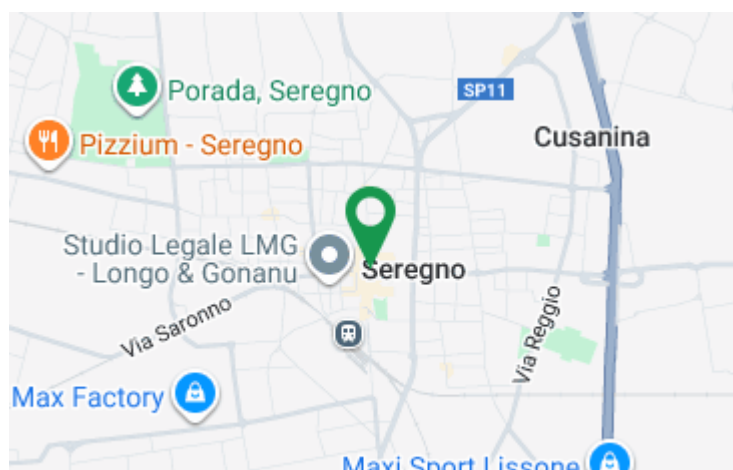 SP11
Porada, Seregno
Cusanina
Pizzium - Seregno
Studio Legale LMG
- Longo & Gonanu
Seregno
Via Saronno
Via Reggio
Max Factory
Maxi Sport Lissone